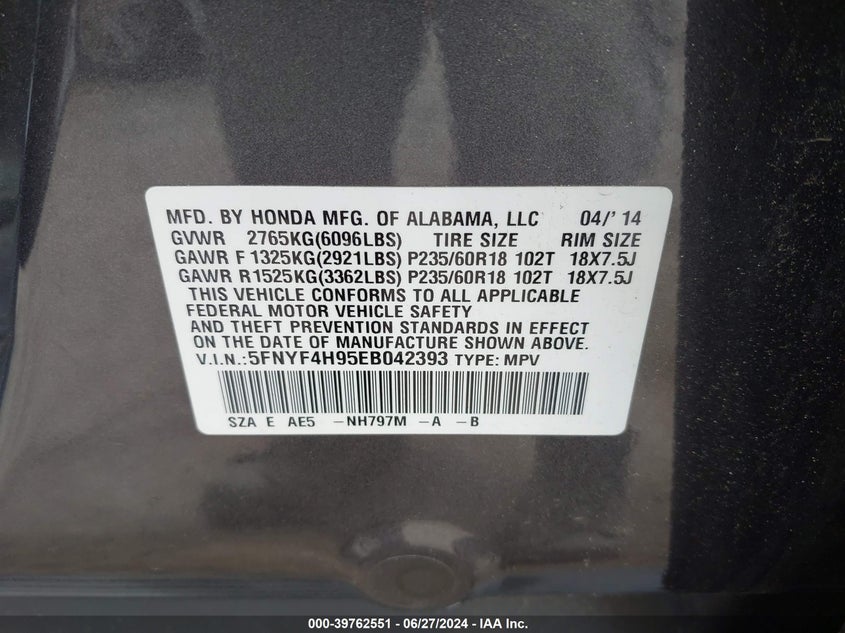 MFD. BY HONDA MFG. OF ALABAMA, LLC 04/' 14
GVWR 2765KG(6096LBS) TIRE SIZE RIM SIZE
GAWR F 1325KG(2921LBS) P235/60R18 102T 18X7.5J
GAWR R 1525KG(3362LBS) P235/60R18 102T 18X7.5J
THIS VEHICLE CONFORMS TO ALL APPLICABLE
FEDERAL MOTOR VEHICLE SAFETY
AND THEFT PREVENTION STANDARDS IN EFFECT
ON THE DATE OF MANUFACTURE SHOWN ABOVE.
V.I.N.:5FNYF4H95EB042393 TYPE: MPV
SZA E AE5 -NH797M -A -B
000-39762551 / 06/27/2024 - IAA Inc.